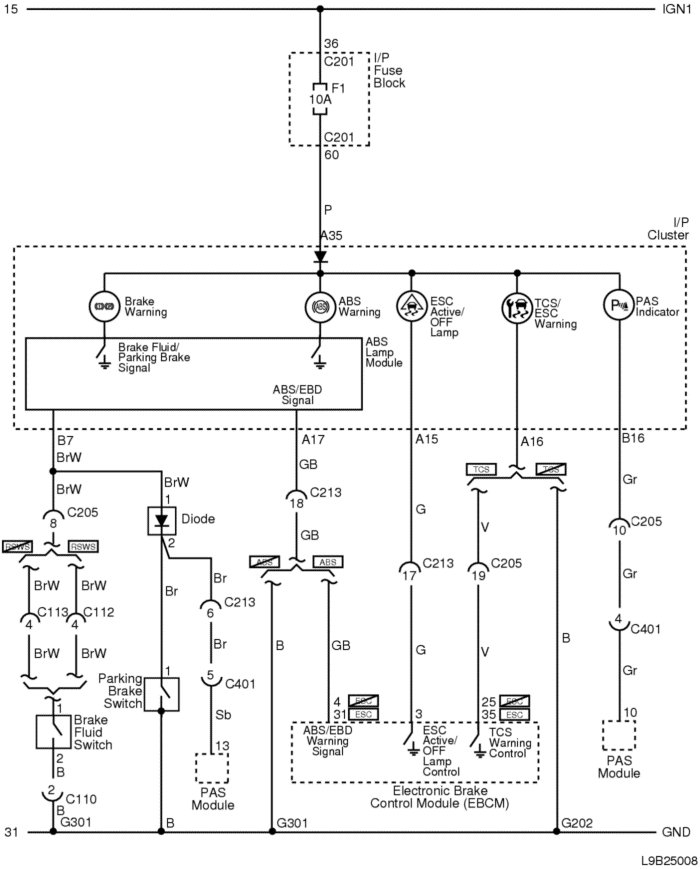 15
IGN1
36
C201
I/P
Fuse
Block
F1
10A
C201
60
P
A35
I/P
Cluster
Brake
Warning
ABS
ABS
Warning
ESC
Active/
OFF
Lamp
TCS/
ESC
Warning
P
PAS
Indicator
Brake Fluid/
Parking Brake
Signal
ABS
Lamp
Module
ABS/EBD
Signal
B7
A17
A15
A16
B16
BrW
BrW
BrW
GB
TCS
TCS
Gr
1
C205
8
Diode
2
C213
18
G
V
C205
10
RSWS
RSWS
GB
ABS
ABS
C213
17
C205
19
Gr
BrW
BrW
Br
Br
C113
4
C112
4
C213
6
4
C401
BrW
BrW
Br
B
GB
G
V
B
Gr
Parking
Brake
Switch
1
5
C401
4
ESC
31
ESC
3
25
ESC
35
ESC
10
1
Brake
Fluid
Switch
Sb
ABS/EBD
Warning
Signal
ESC
Active/
OFF
Lamp
Control
TCS
Warning
Control
2
B
13
PAS
Module
PAS
Module
2
C110
Electronic Brake
Control Module (EBCM)
B
G301
B
G301
G202
31
GND
L9B25008